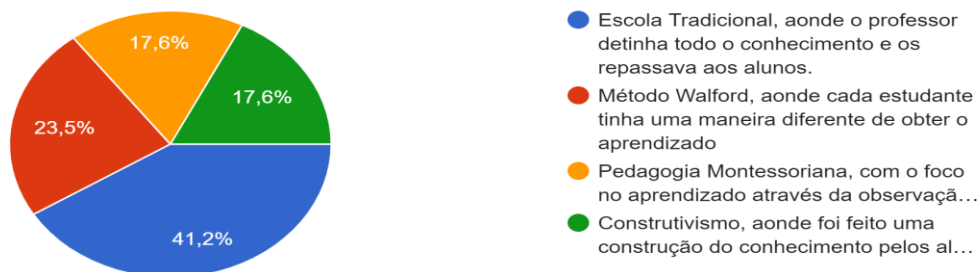 17,6%
17,6%
23,5%
41,2%
Escola Tradicional, aonde o professor
detinha todo o conhecimento e os
repassava aos alunos.
Método Walford, aonde cada estudante
tinha uma maneira diferente de obter o
aprendizado
Pedagogia Montessoriana, com o foco
no aprendizado através da observaçã…
Construtivismo, aonde foi feito uma
construção do conhecimento pelos al…